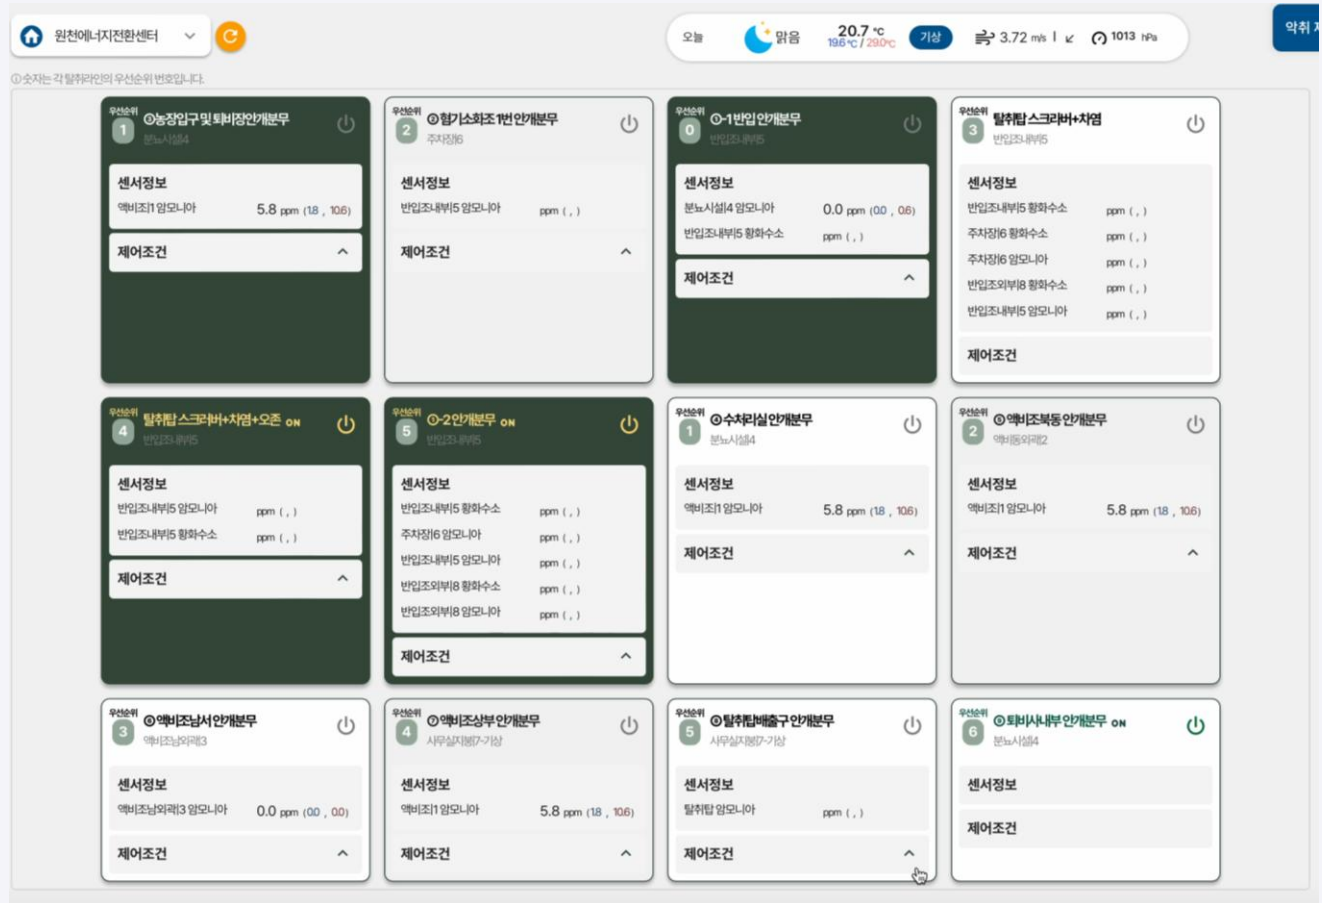 원천에너지전환센터
오늘 맑음 20.7 ℃ 19.6 ℃ / 29.0℃ 기상 3.72 m/s | 1013 hPa
악취
①숫자는 각 탈취라인의 우선순위 번호입니다.
우선순위
1
③농장입구 및 퇴비장안개분무
분뇨시설|4
센서정보
액비조|1 암모니아 5.8 ppm (1.8 , 10.6)
제어조건
우선순위
2
②혐기소화조 1번 안개분무
주차장|6
센서정보
반입조내부|5 암모니아 ppm ( , )
제어조건
우선순위
0
①-1 반입 안개분무
반입조내부|5
센서정보
분뇨시설|4 암모니아 0.0 ppm (0.0 , 0.6)
반입조내부|5 황화수소 ppm ( , )
제어조건
우선순위
3
탈취탑 스크러버+차염
반입조내부|5
센서정보
반입조내부|5 황화수소 ppm ( , )
주차장|6 황화수소 ppm ( , )
주차장|6 암모니아 ppm ( , )
반입조외부|8 황화수소 ppm ( , )
반입조내부|5 암모니아 ppm ( , )
제어조건
우선순위
4
탈취탑 스크러버+차염+오존 ON
반입조내부|5
센서정보
반입조내부|5 암모니아 ppm ( , )
반입조내부|5 황화수소 ppm ( , )
제어조건
우선순위
5
①-2 안개분무 ON
반입조내부|5
센서정보
반입조내부|5 황화수소 ppm ( , )
주차장|6 암모니아 ppm ( , )
반입조내부|5 암모니아 ppm ( , )
반입조외부|8 황화수소 ppm ( , )
반입조외부|8 암모니아 ppm ( , )
제어조건
우선순위
1
④수처리실 안개분무
분뇨시설|4
센서정보
액비조|1 암모니아 5.8 ppm (1.8 , 10.6)
제어조건
우선순위
2
⑤액비조북동 안개분무
액비동외곽|2
센서정보
액비조|1 암모니아 5.8 ppm (1.8 , 10.6)
제어조건
우선순위
3
⑥액비조남서 안개분무
액비조남외곽|3
센서정보
액비조남외곽|3 암모니아 0.0 ppm (0.0 , 0.0)
제어조건
우선순위
4
⑦액비조상부 안개분무
사무실지붕|7-기상
센서정보
액비조|1 암모니아 5.8 ppm (1.8 , 10.6)
제어조건
우선순위
5
⑧탈취탑배출구 안개분무
사무실지붕|7-기상
센서정보
탈취탑 암모니아 ppm ( , )
제어조건
우선순위
6
⑨퇴비사내부 안개분무 ON
분뇨시설|4
센서정보
제어조건